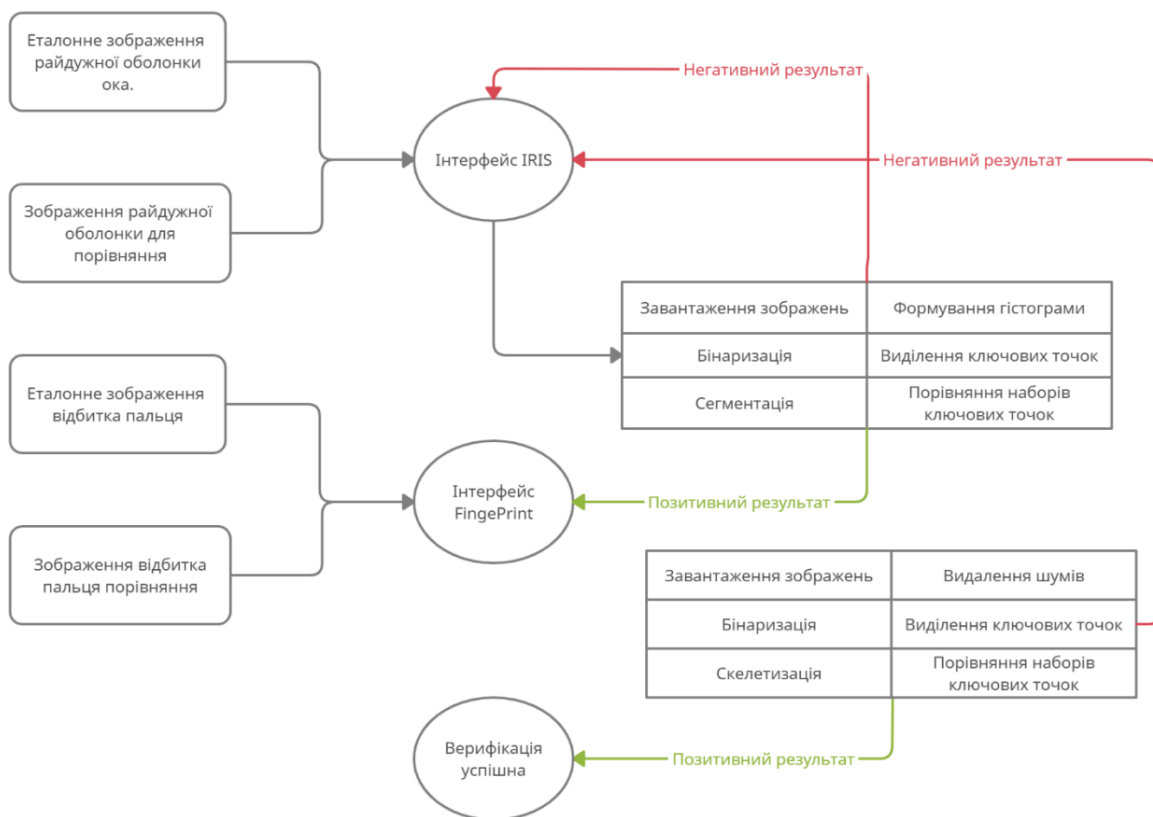 Еталонне зображення
райдужної оболонки
ока.
Негативний результат
Інтерфейс IRIS
Негативний результат
Зображення райдужної
оболонки для
порівняння
Завантаження зображень
Формування гістограми
Бінаризація
Виділення ключових точок
Сегментація
Порівняння наборів
ключових точок
Еталонне зображення
відбитка пальця
Інтерфейс
FingePrint
Позитивний результат
Зображення відбитка
пальця порівняння
Завантаження зображень
Видалення шумів
Бінаризація
Виділення ключових точок
Скелетизація
Порівняння наборів
ключових точок
Верифікація
успішна
Позитивний результат